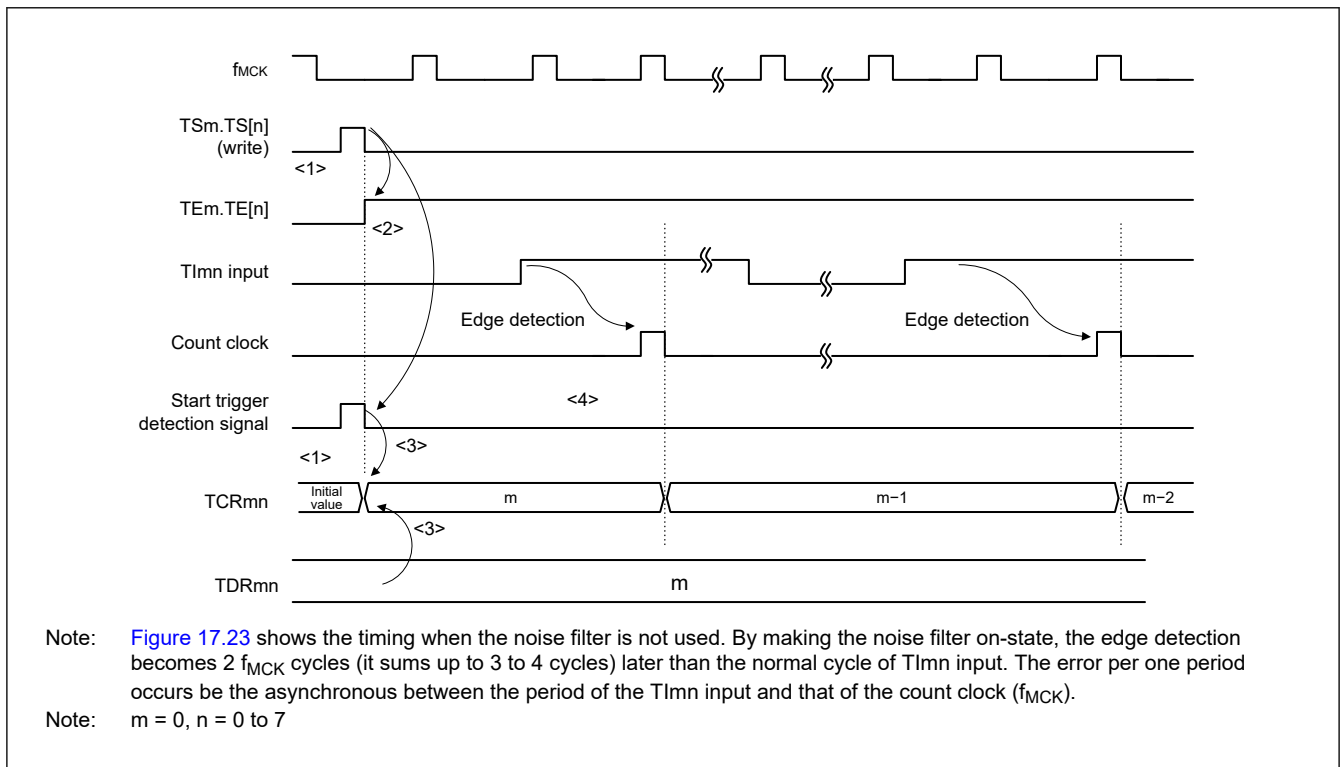 fMCK
TSm.TS[n]
(write)
<1>
TEm.TE[n]
<2>
TImn input
Edge detection
Edge detection
Count clock
Start trigger
detection signal
<4>
<3>
<1>
Initial
value
TCRmn
m
m−1
m−2
<3>
TDRmn
m
Note: Figure 17.23 shows the timing when the noise filter is not used. By making the noise filter on-state, the edge detection
becomes 2 fMCK cycles (it sums up to 3 to 4 cycles) later than the normal cycle of TImn input. The error per one period
occurs be the asynchronous between the period of the TImn input and that of the count clock (fMCK).
Note: m = 0, n = 0 to 7